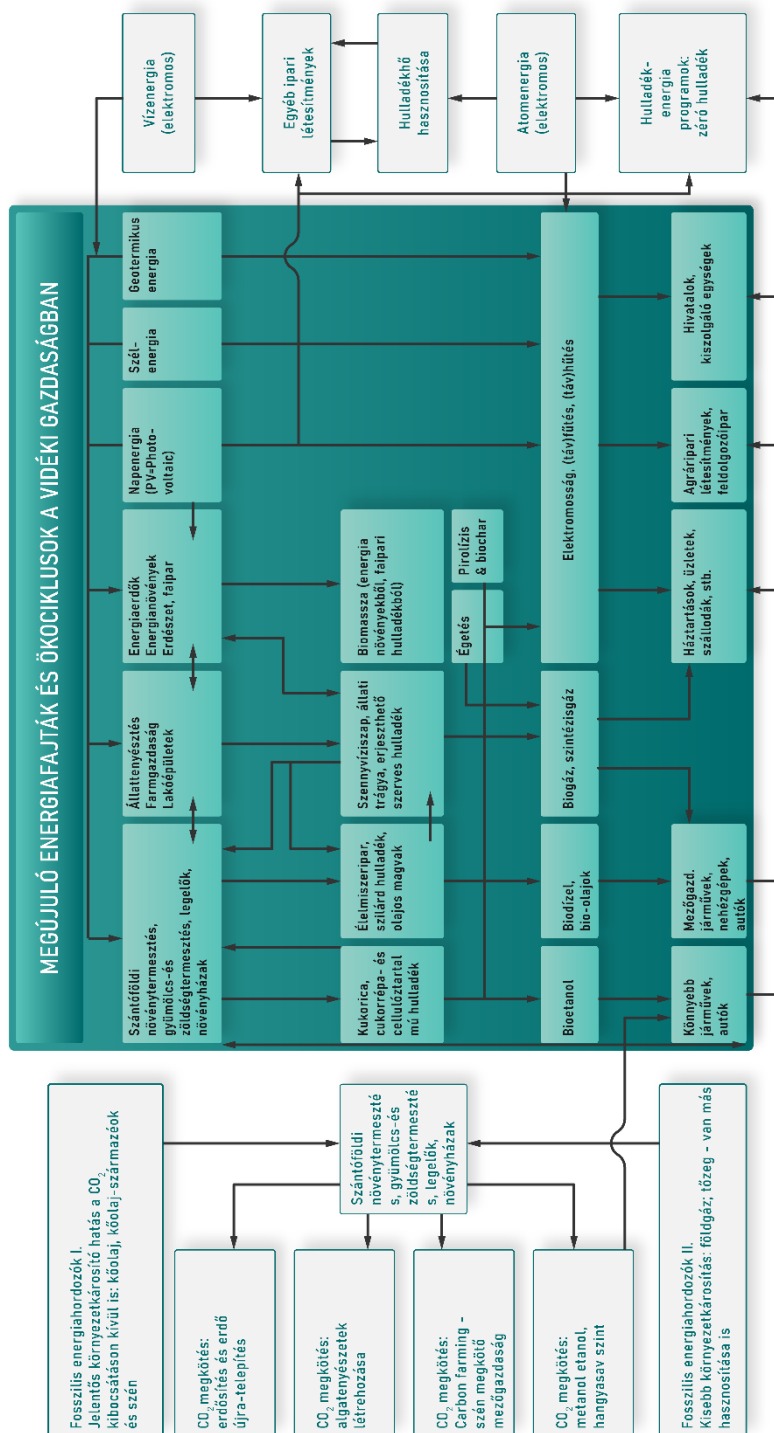 Fosszilis energiahordozók I.
Jelentős környezetkárosító hatás a CO₂
kibocsátáson kívül is: kőolaj, kőolaj-származékok
és szén
CO₂ megkötés:
erdősítés és erdő
újra-telepítés
CO₂ megkötés:
algatenyészetek
létrehozása
CO₂ megkötés:
Carbon farming –
szén megkötő
mezőgazdaság
CO₂ megkötés:
metanol etanol,
hangyasav szint
Fosszilis energiahordozók II.
Kisebb környezetkárosítás: földgáz; tőzeg – van más
hasznosítása is
Szántóföldi
növénytermeszté
s, gyümölcs-és
zöldségtermeszté
s, legelők,
növényházak
MEGÚJULÓ ENERGIAFAJTÁK ÉS ÖKOCIKLUSOK A VIDÉKI GAZDASÁGBAN
Szántóföldi
növénytermesztés,
gyümölcs-és
zöldségtermesztés, legelők,
növényházak
Állattenyésztés
Farmgazdaság
Lakóépületek
Energiaerdők
Energianövények
Erdészet, faipar
Napenergia
(PV=Photo-
voltaic)
Szél-
energia
Geotermikus
energia
Kukorica,
cukorrépa- és
cellulóztartal
mú hulladék
Élelmiszeripar,
szilárd hulladék,
olajos magvak
Szennyvíziszap, állati
trágya, erjeszthető
szerves hulladék
Biomassza (energia
növényekből, faipari
hulladékból)
Égetés
Pirolízis
& biochar
Bioetanol
Biodízel,
bio-olajok
Biogáz, szintézisgáz
Elektromosság, (táv)fűtés, (táv)hűtés
Könnyebb
járművek,
autók
Mezőgazd.
járművek,
nehézgépek,
autók
Háztartások, üzletek,
szállodák, stb.
Agráripari
létesítmények,
feldolgozóipar
Hivatalok,
kiszolgáló egységek
Vízenergia
(elektromos)
Egyéb ipari
létesítmények
Hulladékhő
hasznosítása
Atomenergia
(elektromos)
Hulladék-
energia
programok:
zéró hulladék